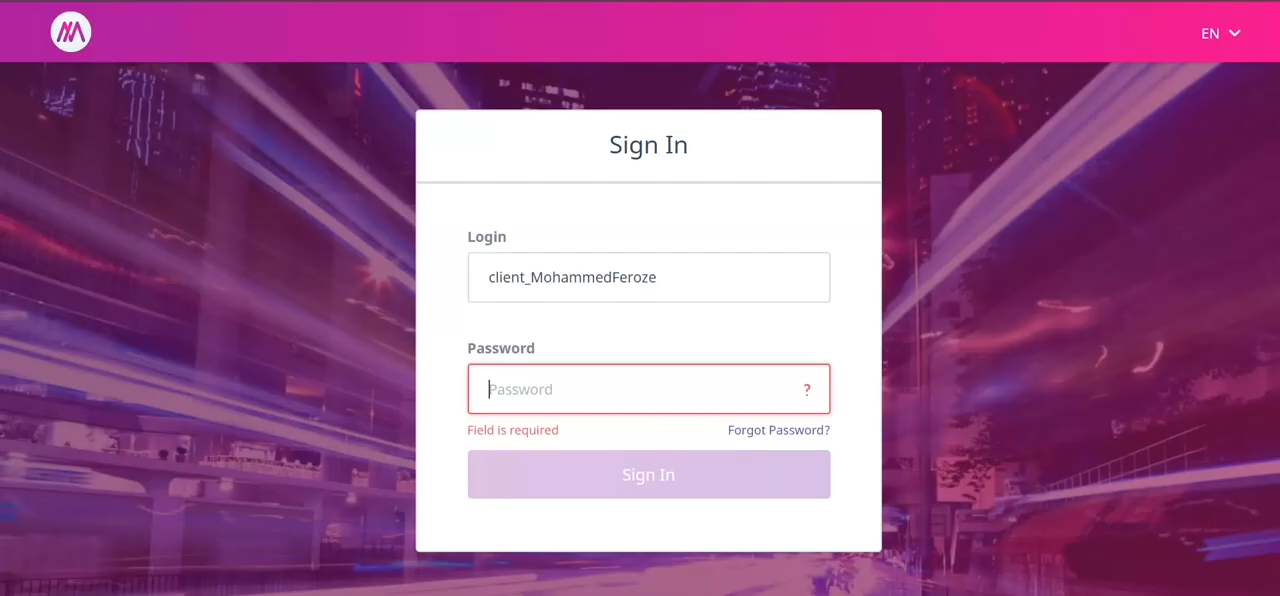 EN
Sign In
Login
client_MohammedFeroze
Password
Password ?
Field is required Forgot Password?
Sign In